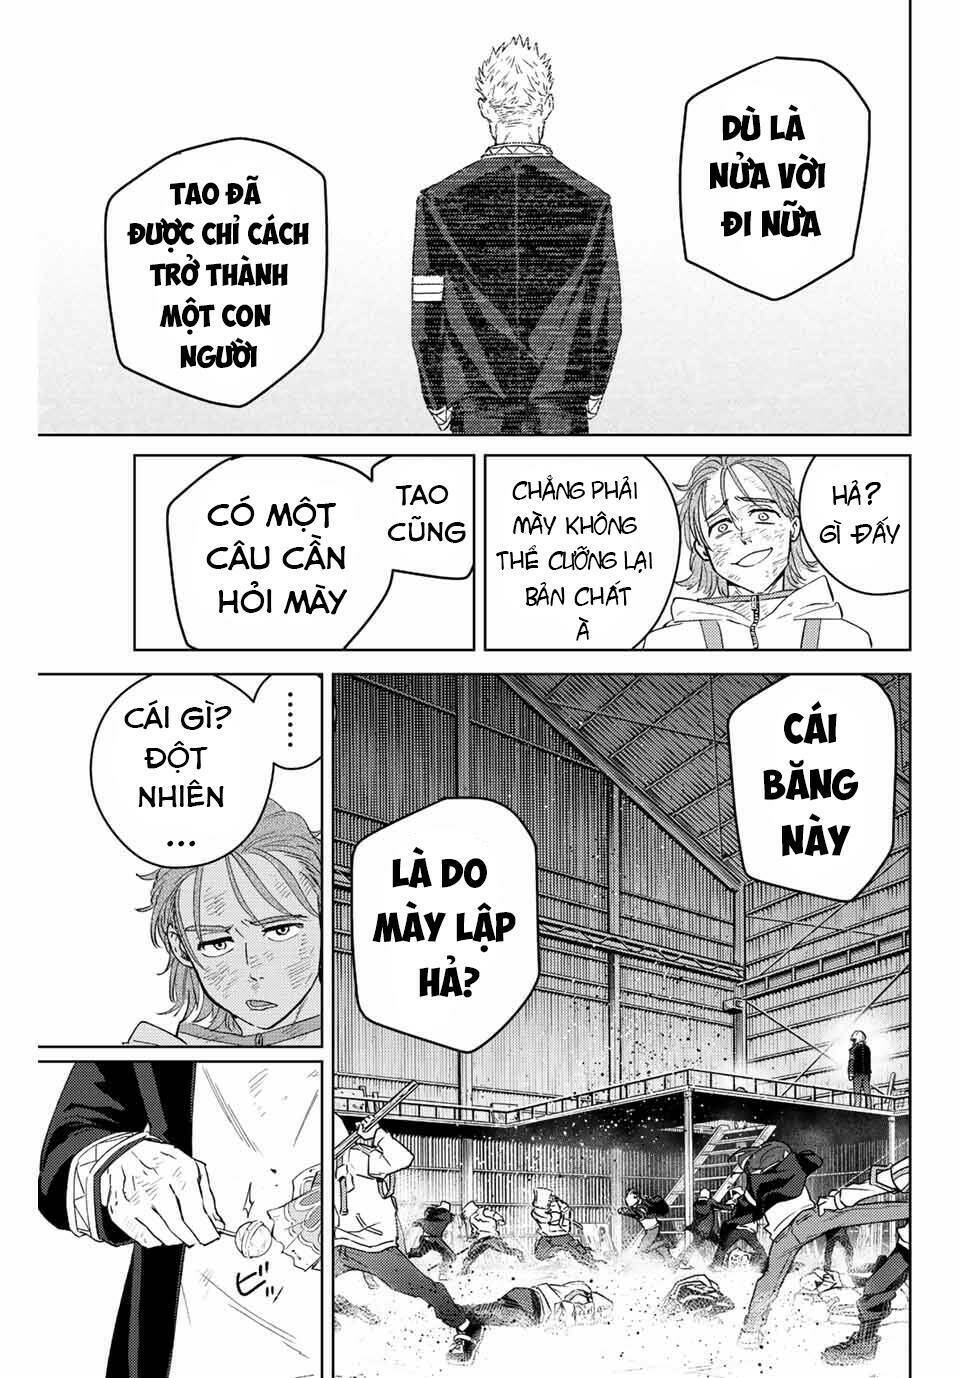 DÙ LÀ
NỬA VỜI
ĐI NỮA
TAO ĐÃ
ĐƯỢC CHỈ CÁCH
TRỞ THÀNH
MỘT CON
NGƯỜI
HẢ?
GÌ ĐẤY
CHẲNG PHẢI
MÀY KHÔNG
THỂ CƯỠNG LẠI
BẢN CHẤT
À
TAO
CŨNG
CÓ MỘT
CÂU CẦN
HỎI MÀY
CÁI
BĂNG
NÀY
LÀ DO
MÀY LẬP
HẢ?
......
CÁI GÌ?
ĐỘT
NHIÊN
...
ビ